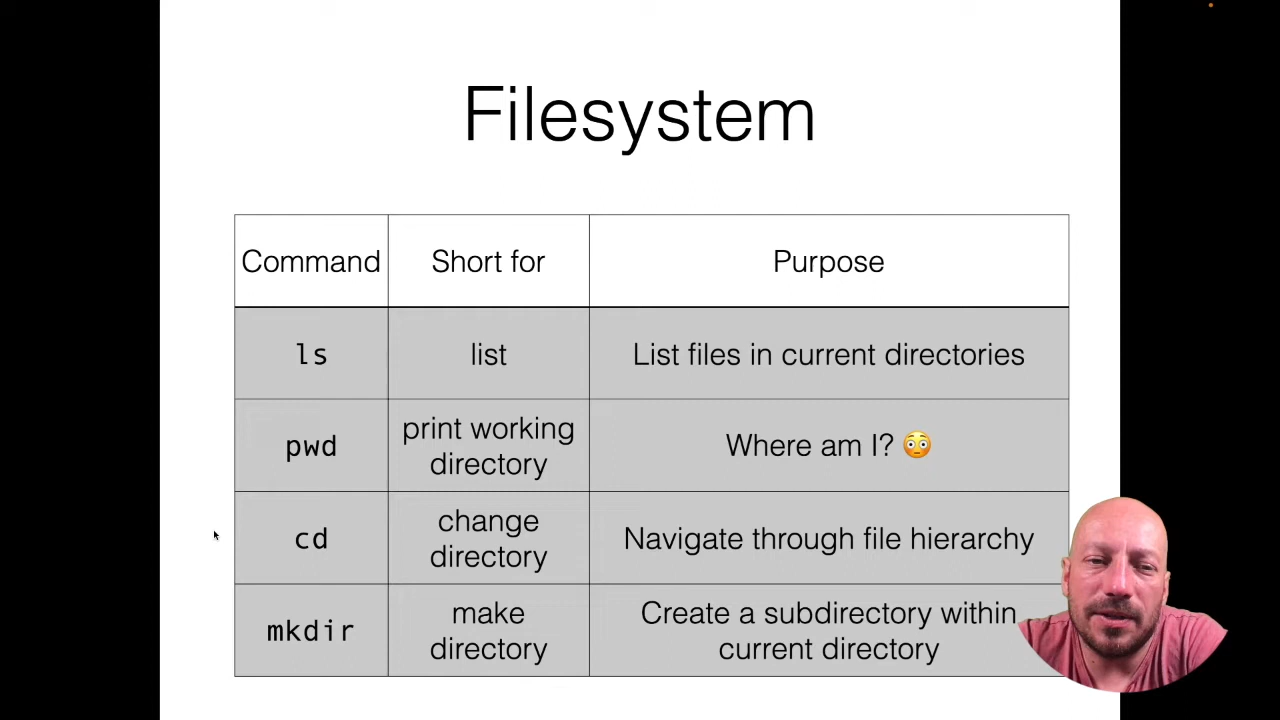 Filesystem
Command Short for Purpose
ls list List files in current directories
pwd print working directory Where am I? 😳
cd change directory Navigate through file hierarchy
mkdir make directory Create a subdirectory within current directory